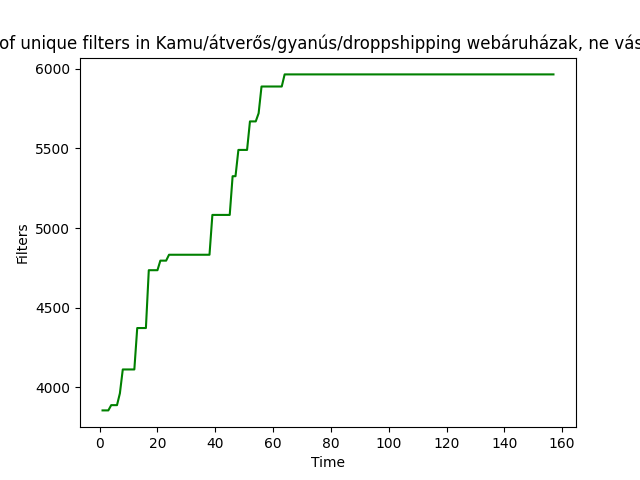 of unique filters in Kamu/átverős/gyanús/droppshipping webáruházak, ne vás
6000
5500
5000
4500
4000
Filters
0 20 40 60 80 100 120 140 160
Time